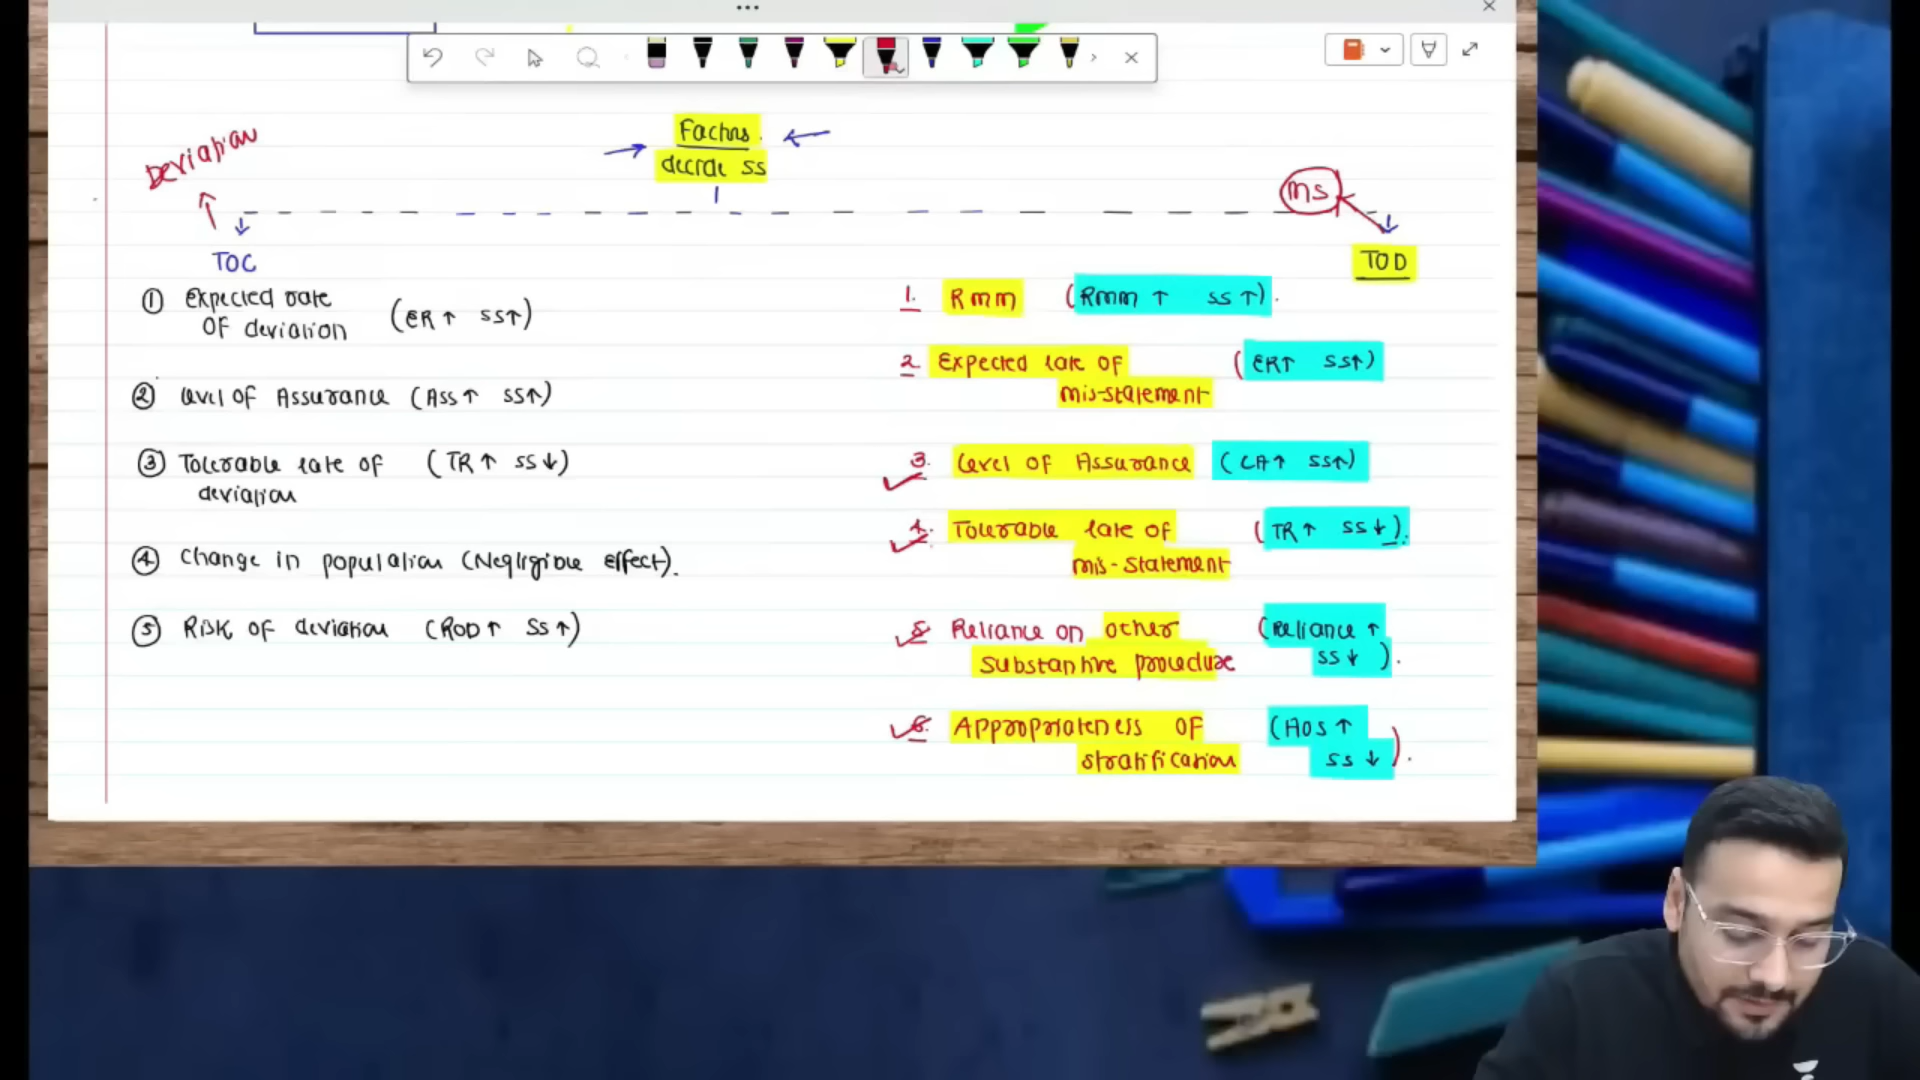 Factors
decide SS
Deviation
MS
TOC
TOD
① Expected rate
OF deviation (ER↑ SS↑)
② level OF Assurance (Ass↑ SS↑)
③ Tolerable rate of (TR↑ SS↓)
deviation
④ Change in population (Negligible effect).
⑤ Risk of deviation (ROD↑ SS↑)
1. Rmm (Rmm ↑ SS↑).
2 Expected rate of (ER↑ SS↑)
mis-statement
3. level of Assurance (LA↑ SS↑)
4. Tolerable rate of (TR↑ SS↓).
mis-statement
5 Reliance on other (Reliance ↑
substantive procedure SS↓).
6. Appropriateness of (AOS ↑
stratification SS↓).